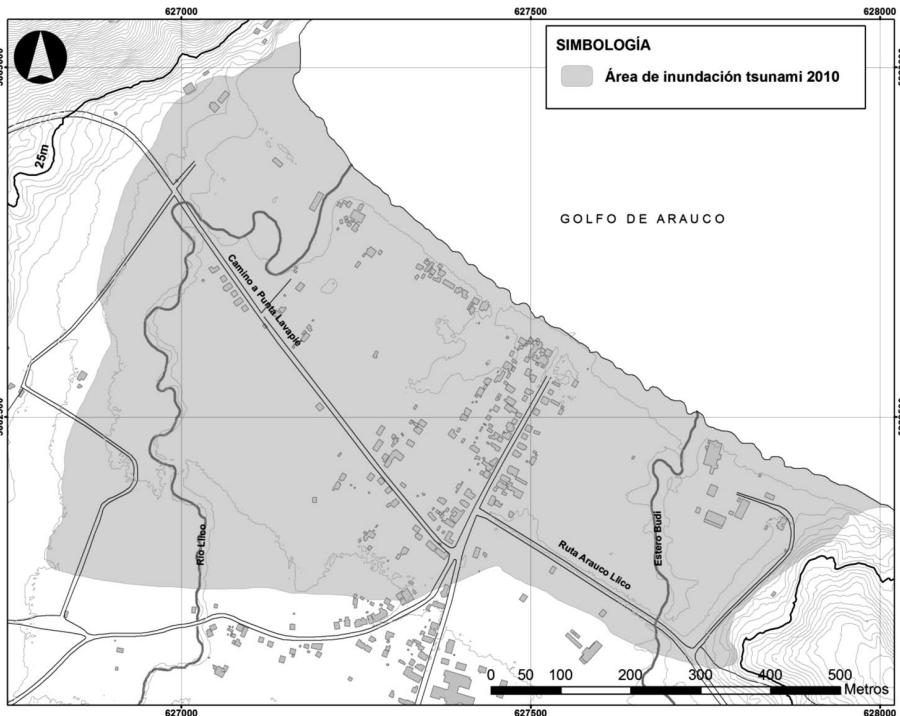 627000
627500
628000
SIMBOLOGÍA
Área de inundación tsunami 2010
25m
GOLFO DE ARAUCO
Camino a Punta Lavapié
Río Llico
Estero Budi
Ruta Arauco Llico
0 50 100 200 300 400 500
Metros
627000
627500
628000